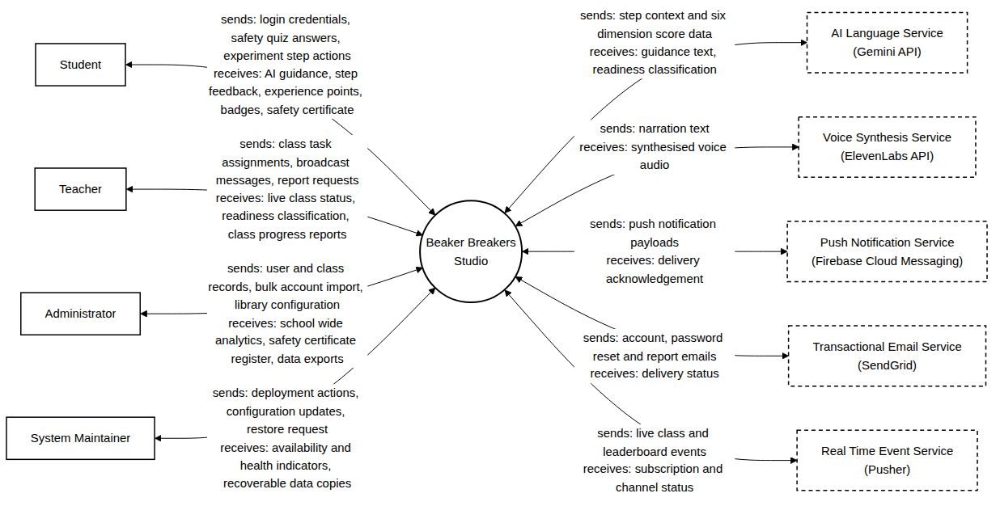 sends: login credentials,
safety quiz answers,
experiment step actions
receives: AI guidance, step
feedback, experience points,
badges, safety certificate
Student
sends: class task
assignments, broadcast
messages, report requests
receives: live class status,
readiness classification,
class progress reports
Teacher
sends: user and class
records, bulk account import,
library configuration
receives: school wide
analytics, safety certificate
register, data exports
Administrator
sends: deployment actions,
configuration updates,
restore request
receives: availability and
health indicators,
recoverable data copies
System Maintainer
Beaker Breakers
Studio
sends: step context and six
dimension score data
receives: guidance text,
readiness classification
AI Language Service
(Gemini API)
sends: narration text
receives: synthesised voice
audio
Voice Synthesis Service
(ElevenLabs API)
sends: push notification
payloads
receives: delivery
acknowledgement
Push Notification Service
(Firebase Cloud Messaging)
sends: account, password
reset and report emails
receives: delivery status
Transactional Email Service
(SendGrid)
sends: live class and
leaderboard events
receives: subscription and
channel status
Real Time Event Service
(Pusher)